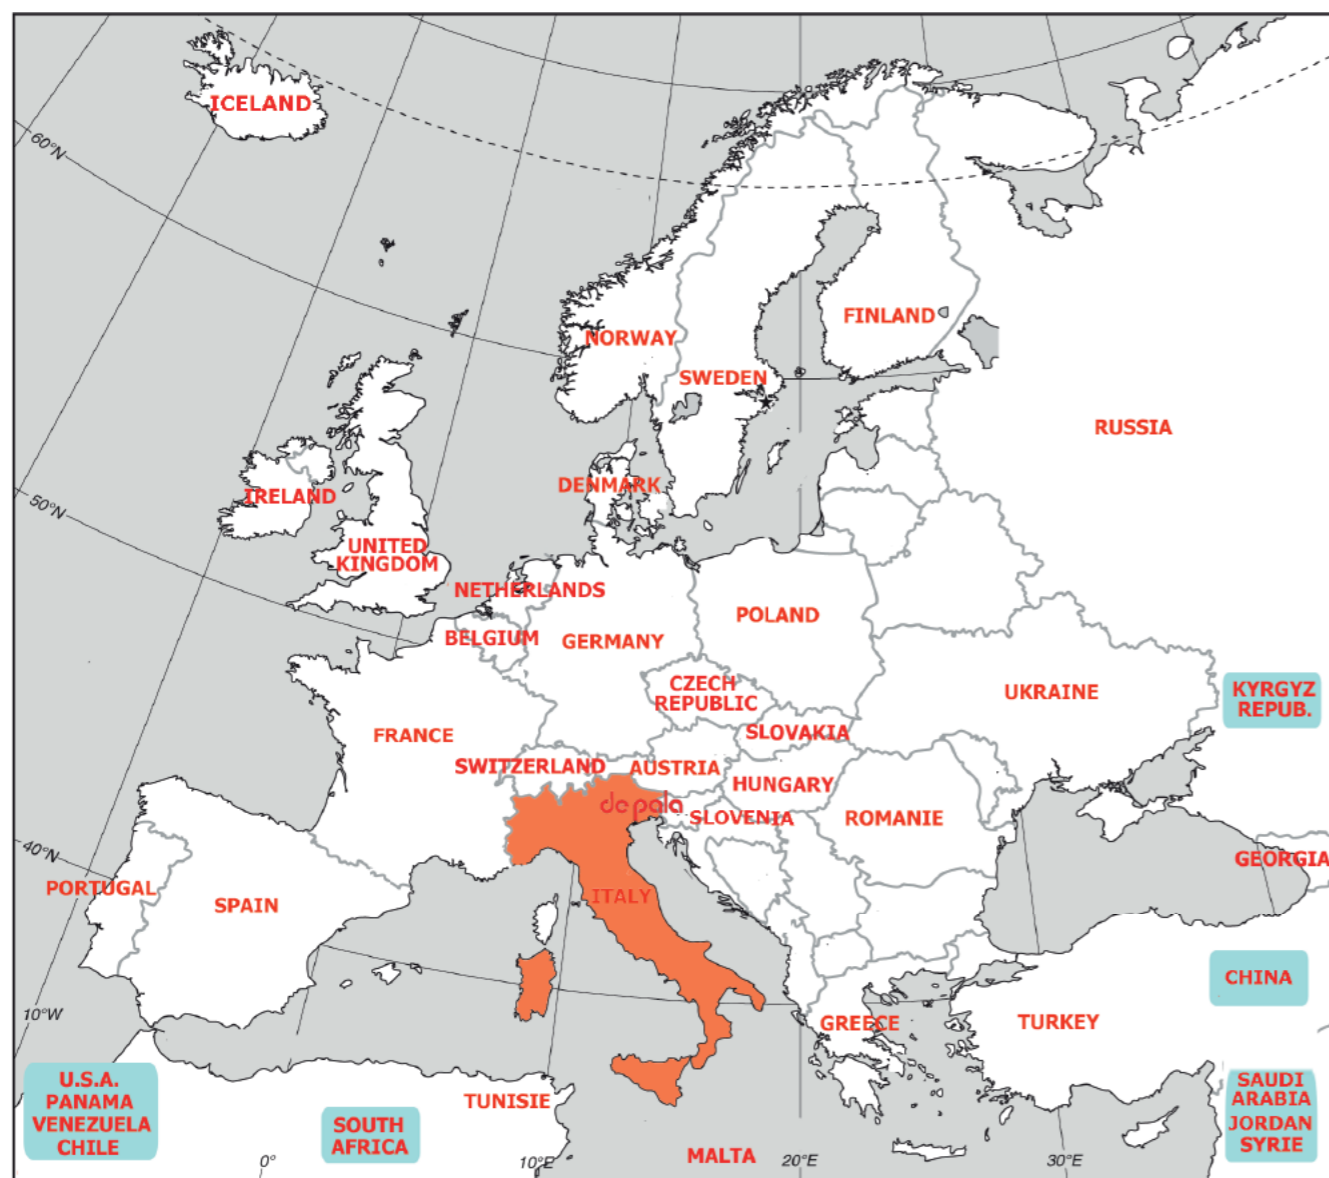 ICELAND
60°N
NORWAY
FINLAND
SWEDEN
RUSSIA
DENMARK
IRELAND
50°N
UNITED
KINGDOM
NETHERLANDS
BELGIUM
GERMANY
POLAND
CZECH
REPUBLIC
UKRAINE
KYRGYZ
REPUB.
FRANCE
SLOVAKIA
SWITZERLAND
AUSTRIA
HUNGARY
de pala
SLOVENIA
ROMANIE
40°N
GEORGIA
PORTUGAL
SPAIN
ITALY
CHINA
10°W
GREECE
TURKEY
U.S.A.
PANAMA
VENEZUELA
CHILE
SOUTH
AFRICA
TUNISIE
SAUDI
ARABIA
JORDAN
SYRIE
MALTA
0°
10°E
20°E
30°E